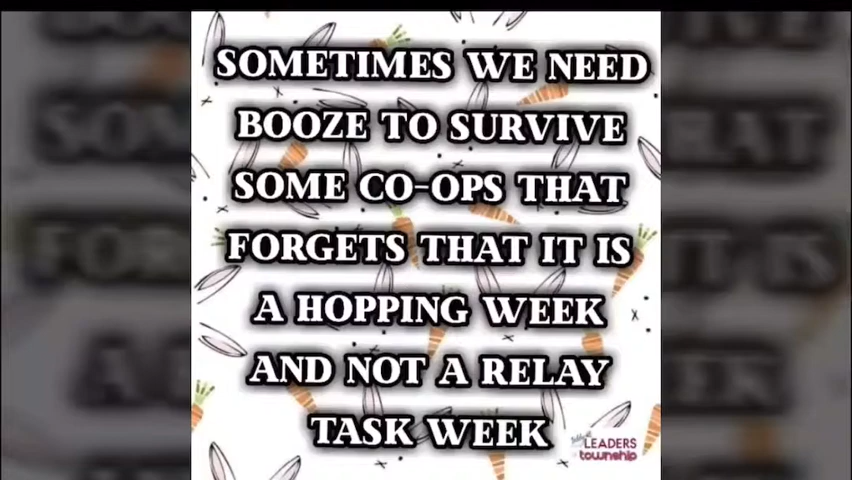 SOMETIMES WE NEED
BOOZE TO SURVIVE
SOME CO-OPS THAT
FORGETS THAT IT IS
A HOPPING WEEK
AND NOT A RELAY
TASK WEEK
LEADERS
township